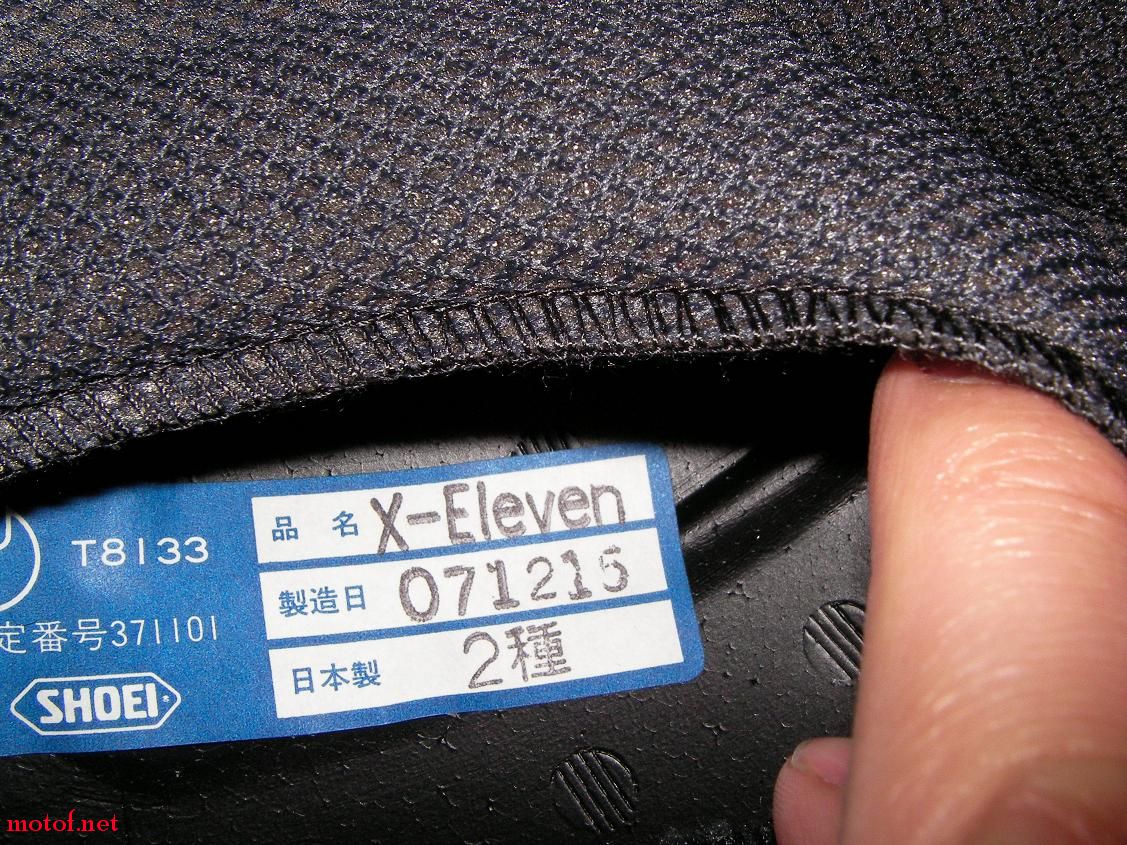 T8133
定番号371101
SHOEI
品名 X-Eleven
製造日 071215
日本製 2種
motof.net